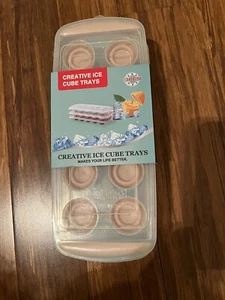 CREATIVE ICE
CUBE TRAYS
CREATIVE ICE CUBE TRAYS
MAKES YOUR LIFE BETTER.